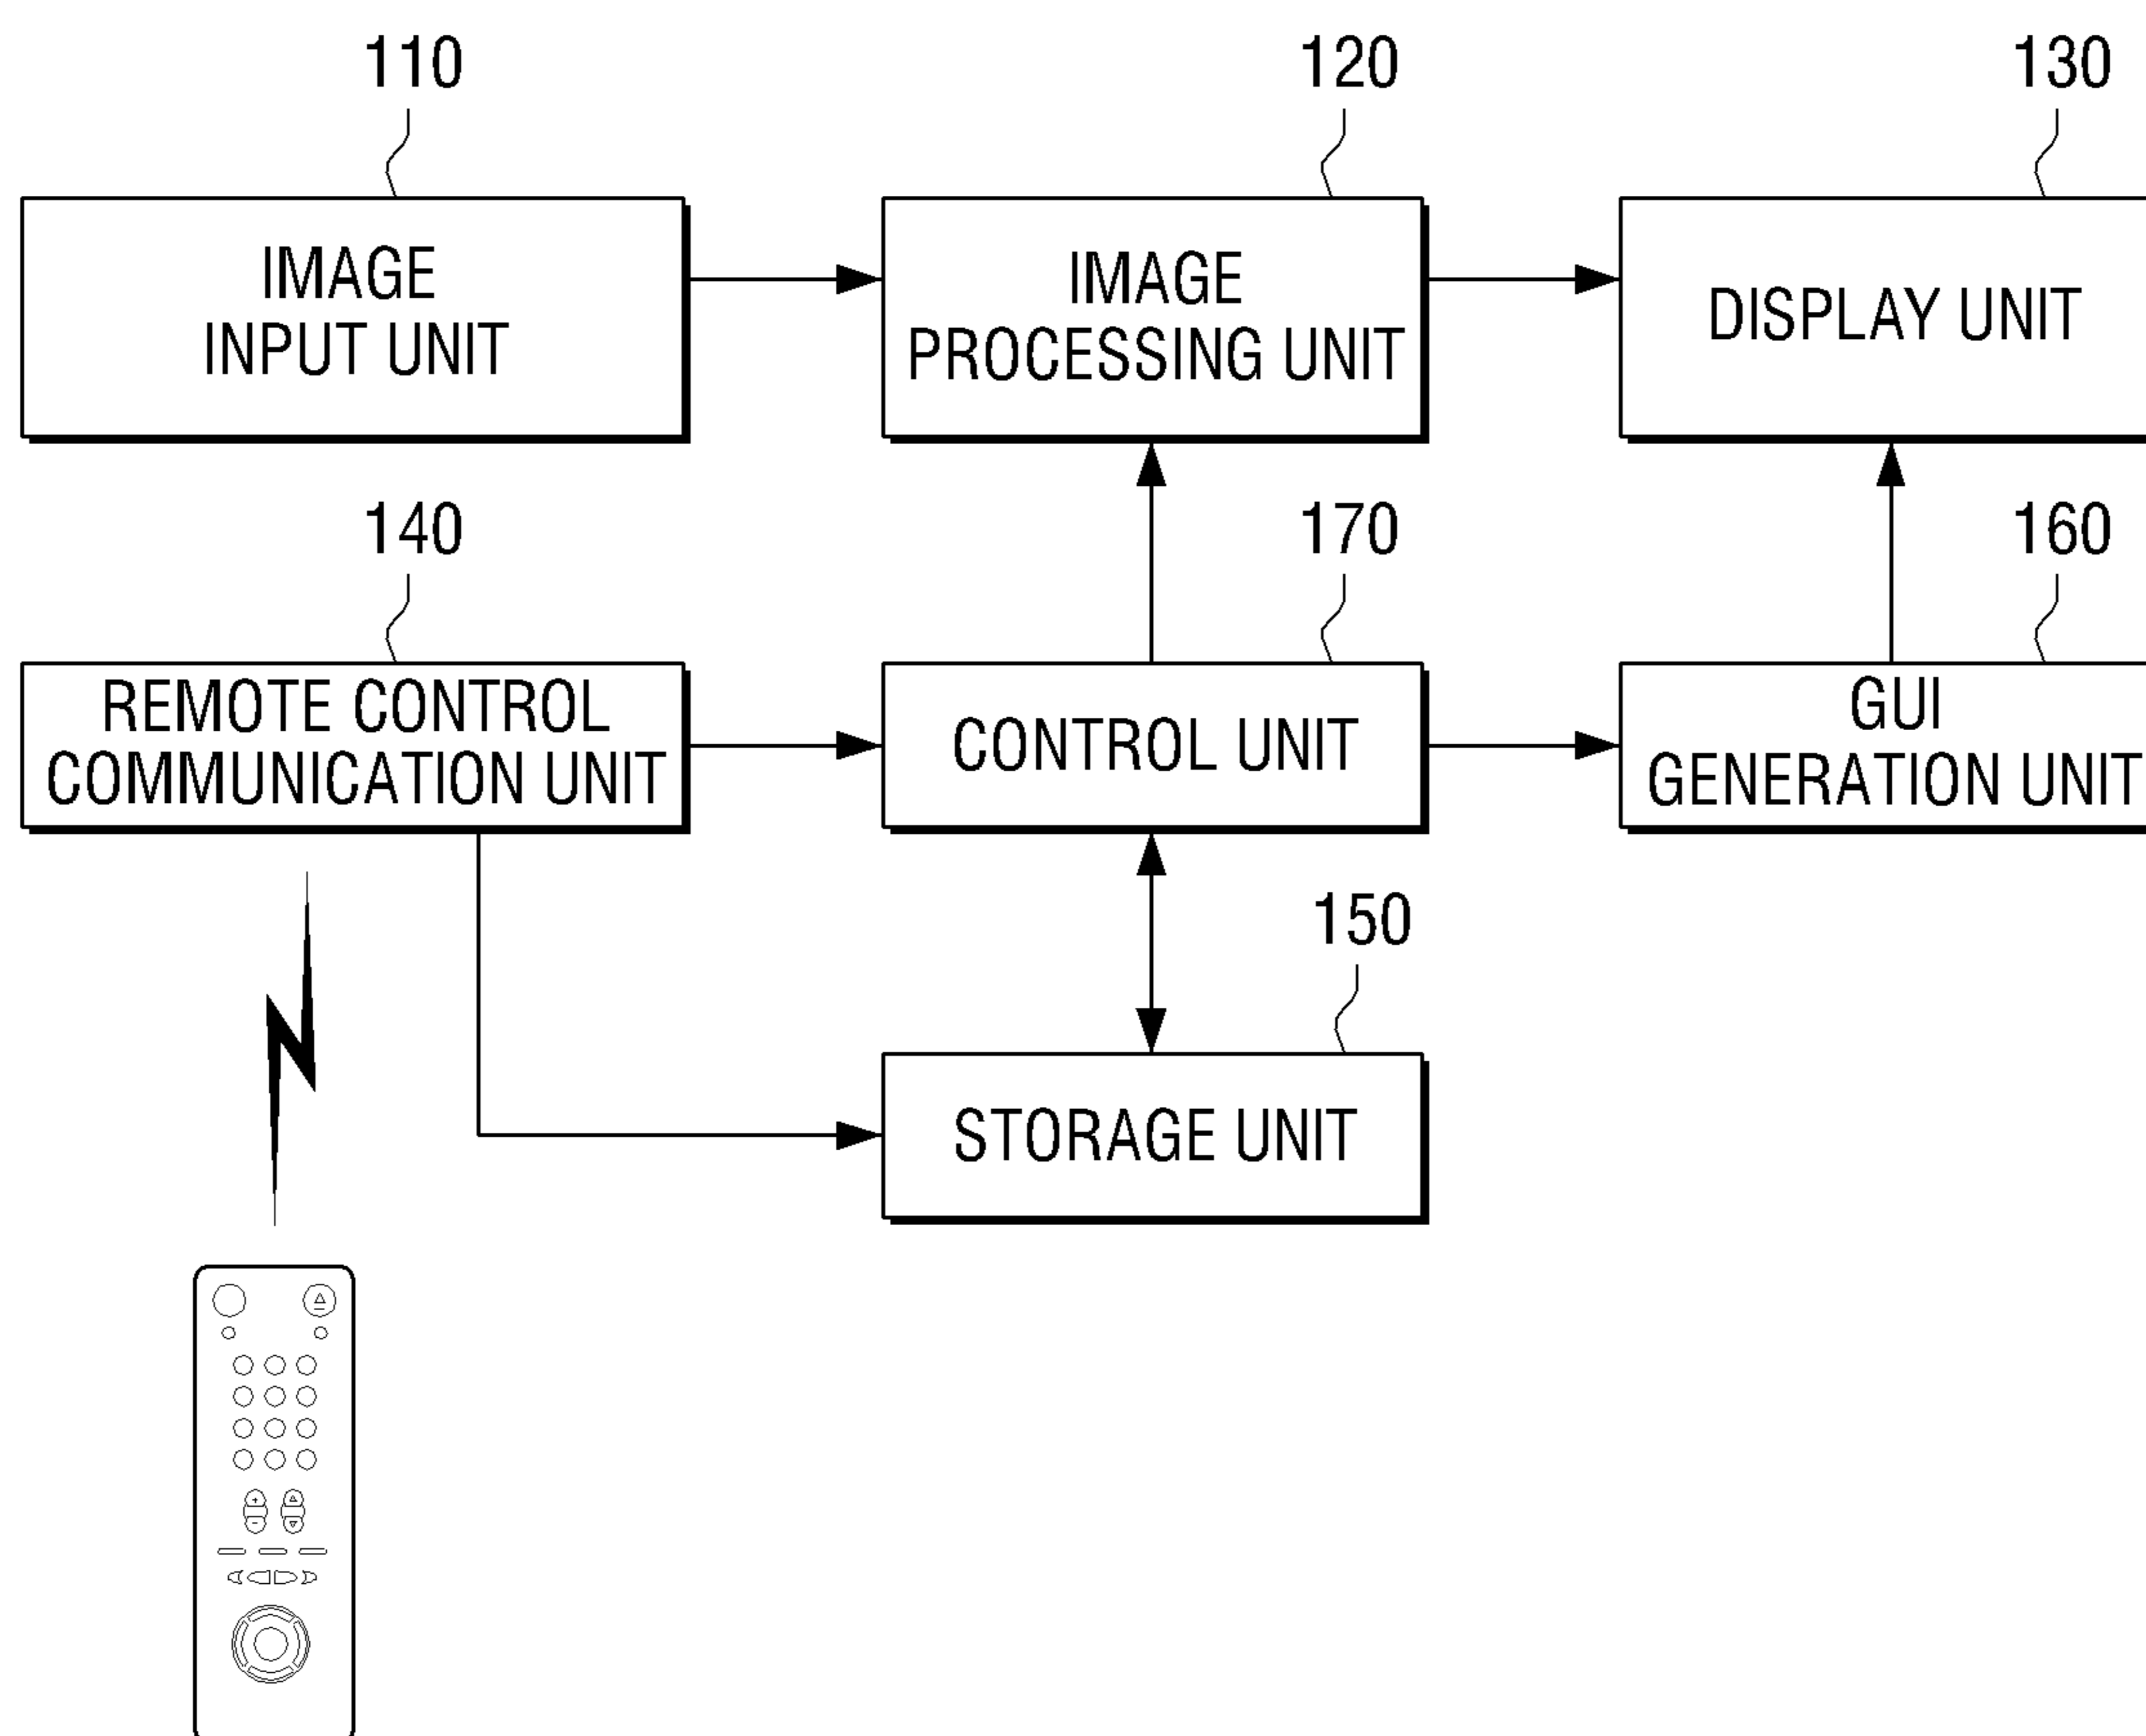 110
120
130
IMAGE
INPUT UNIT
IMAGE
PROCESSING UNIT
DISPLAY UNIT
140
170
160
REMOTE CONTROL
COMMUNICATION UNIT
CONTROL UNIT
GUI
GENERATION UNIT
150
STORAGE UNIT
+
-